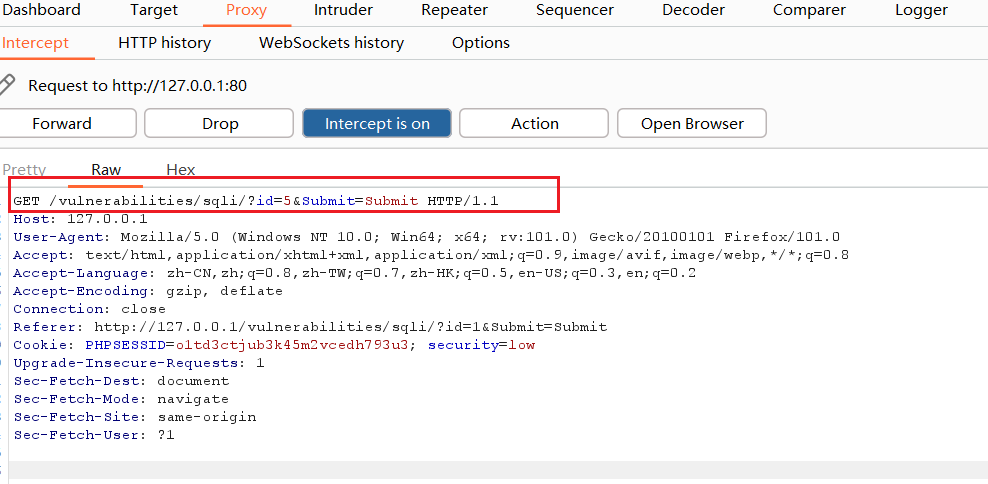 Dashboard Target Proxy Intruder Repeater Sequencer Decoder Comparer Logger
Intercept HTTP history WebSockets history Options
Request to http://127.0.0.1:80
Forward Drop Intercept is on Action Open Browser
Pretty Raw Hex
GET /vulnerabilities/sqli/?id=5&Submit=Submit HTTP/1.1
Host: 127.0.0.1
User-Agent: Mozilla/5.0 (Windows NT 10.0; Win64; x64; rv:101.0) Gecko/20100101 Firefox/101.0
Accept: text/html,application/xhtml+xml,application/xml;q=0.9,image/avif,image/webp,*/*;q=0.8
Accept-Language: zh-CN,zh;q=0.8,zh-TW;q=0.7,zh-HK;q=0.5,en-US;q=0.3,en;q=0.2
Accept-Encoding: gzip, deflate
Connection: close
Referer: http://127.0.0.1/vulnerabilities/sqli/?id=1&Submit=Submit
Cookie: PHPSESSID=oltd3ctjub3k45m2vcedh793u3; security=low
Upgrade-Insecure-Requests: 1
Sec-Fetch-Dest: document
Sec-Fetch-Mode: navigate
Sec-Fetch-Site: same-origin
Sec-Fetch-User: ?1